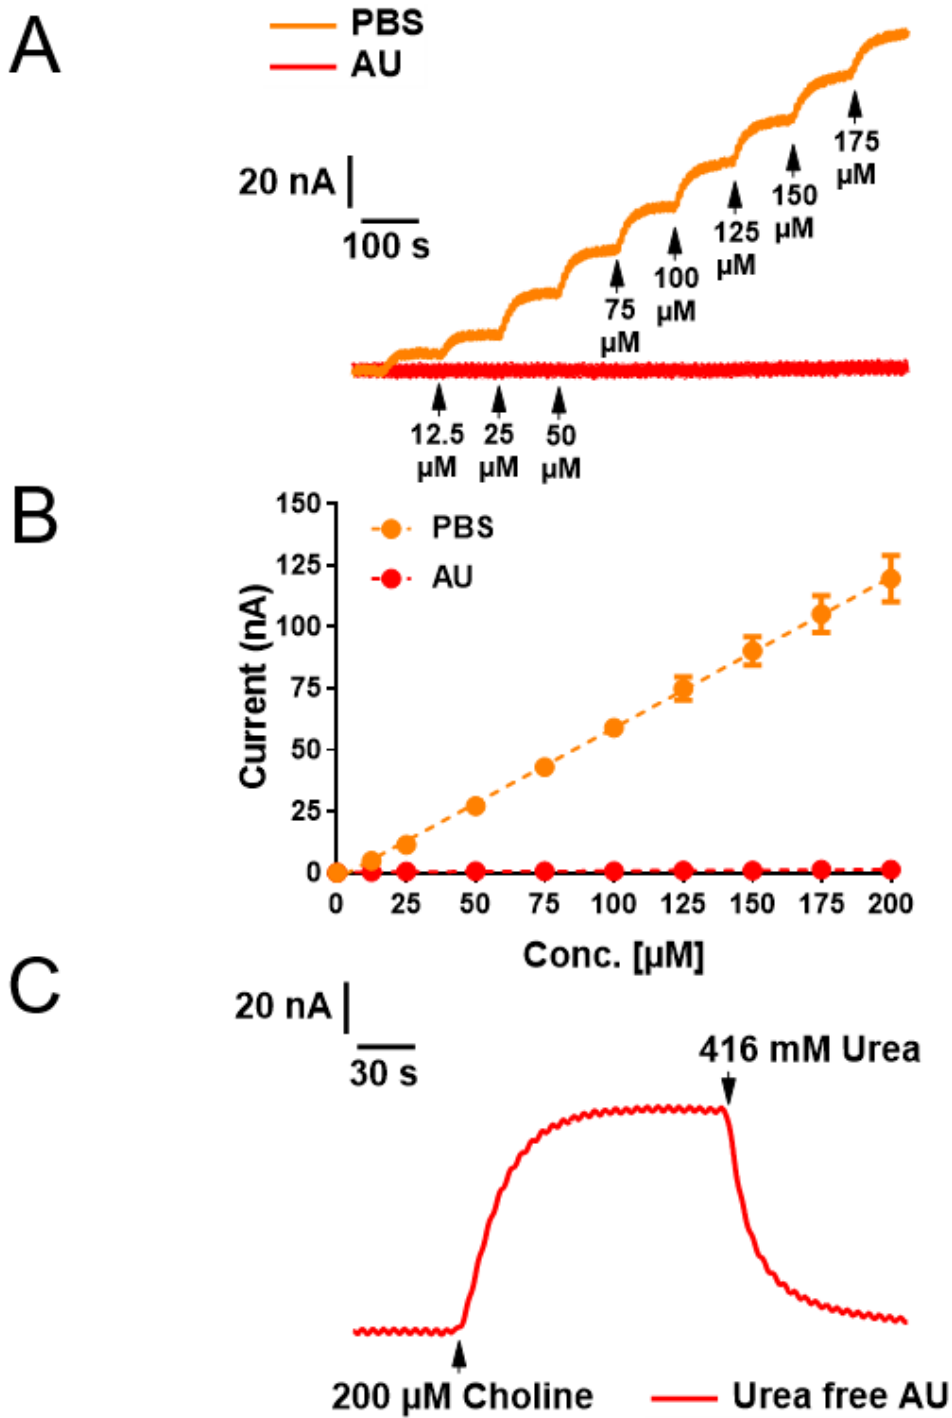 A
PBS
AU
20 nA
100 s
12.5
µM
25
µM
50
µM
75
µM
100
µM
125
µM
150
µM
175
µM
B
150
125
100
75
50
25
0
Current (nA)
PBS
AU
0 25 50 75 100 125 150 175 200
Conc. [µM]
C
20 nA
30 s
416 mM Urea
200 µM Choline
Urea free AU